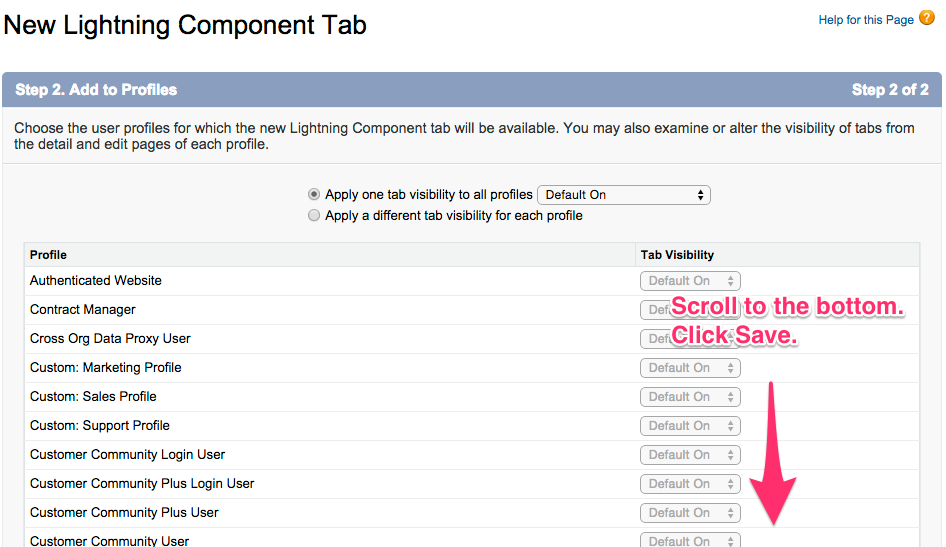 New Lightning Component Tab
Help for this Page ?
Step 2. Add to Profiles Step 2 of 2
Choose the user profiles for which the new Lightning Component tab will be available. You may also examine or alter the visibility of tabs from
the detail and edit pages of each profile.
Apply one tab visibility to all profiles Default On
Apply a different tab visibility for each profile
Profile Tab Visibility
Authenticated Website Default On
Contract Manager Def
Scroll to the bottom.
Cross Org Data Proxy User Def
Click Save.
Custom: Marketing Profile Default On
Custom: Sales Profile Default On
Custom: Support Profile Default On
Customer Community Login User Default On
Customer Community Plus Login User Default On
Customer Community Plus User Default On
Customer Community User Default On